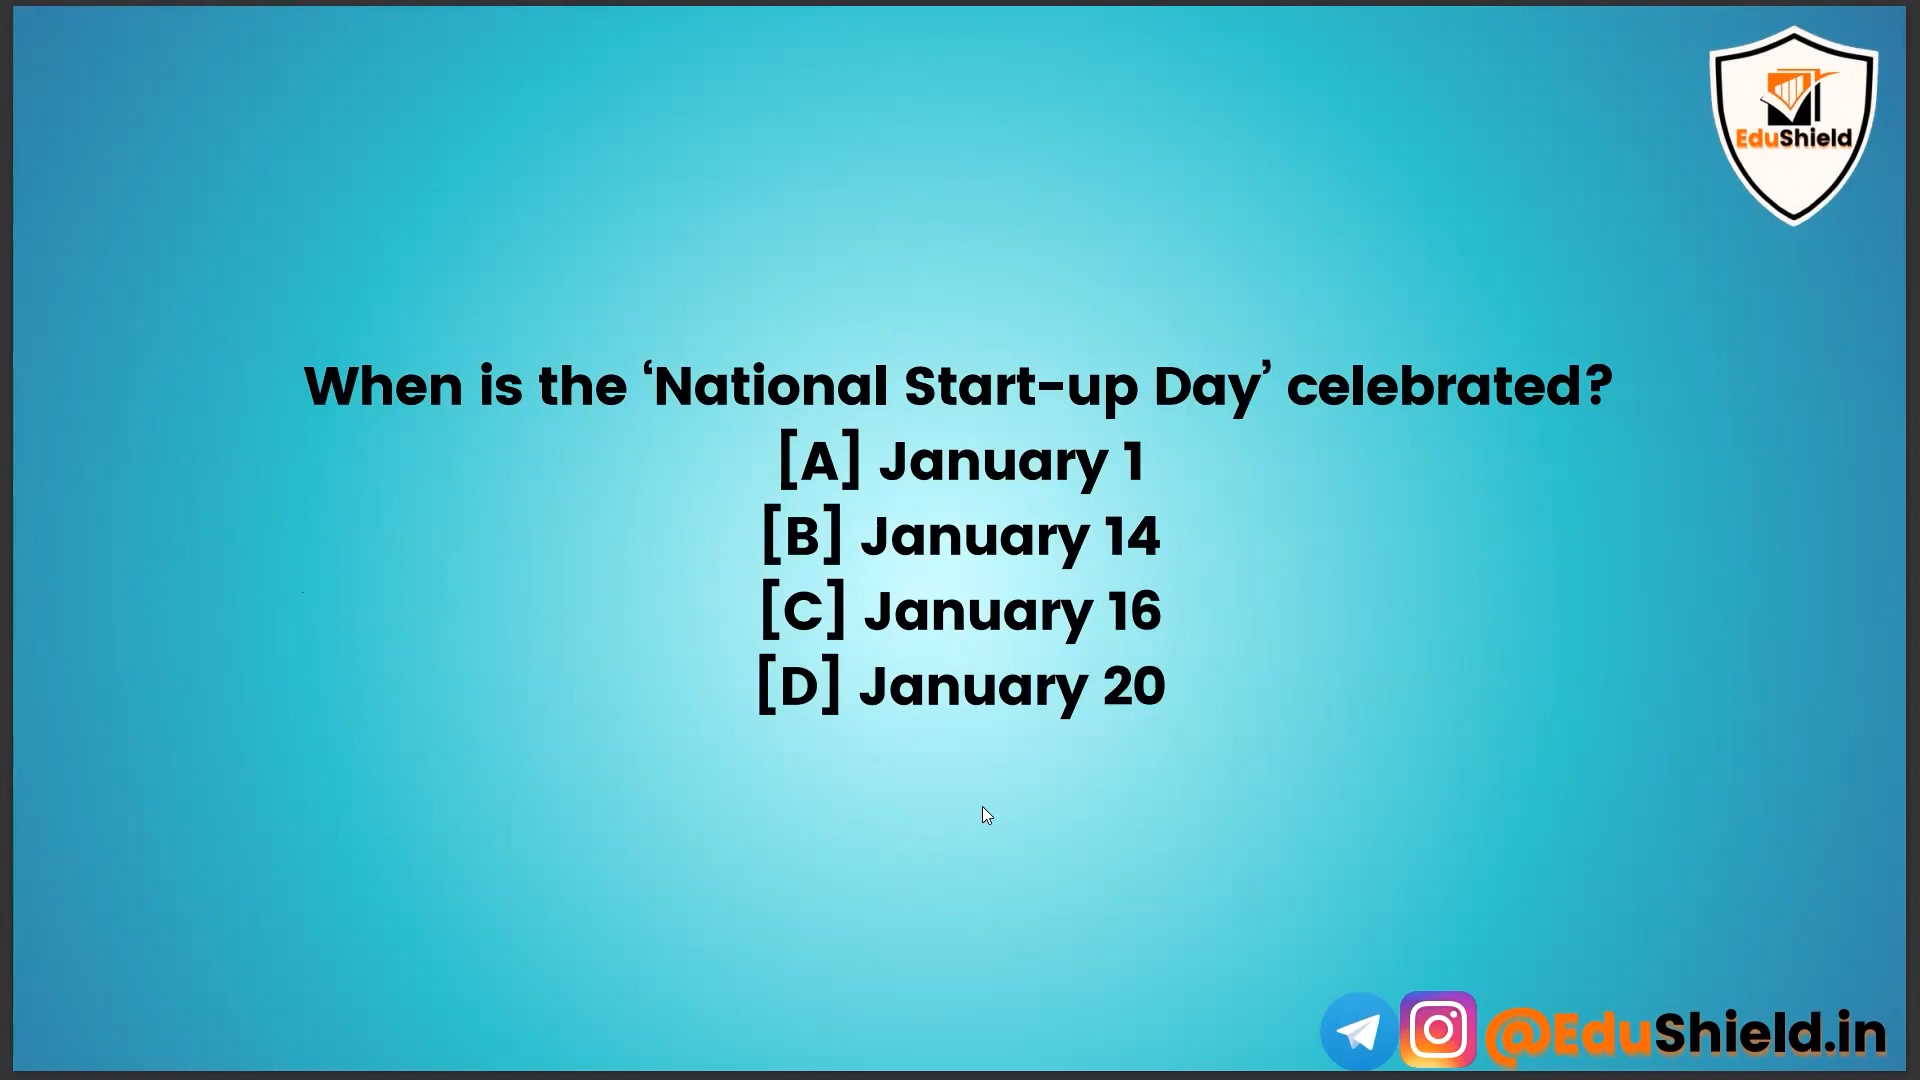 EduShield
When is the ‘National Start-up Day’ celebrated?
[A] January 1
[B] January 14
[C] January 16
[D] January 20
@EduShield.in